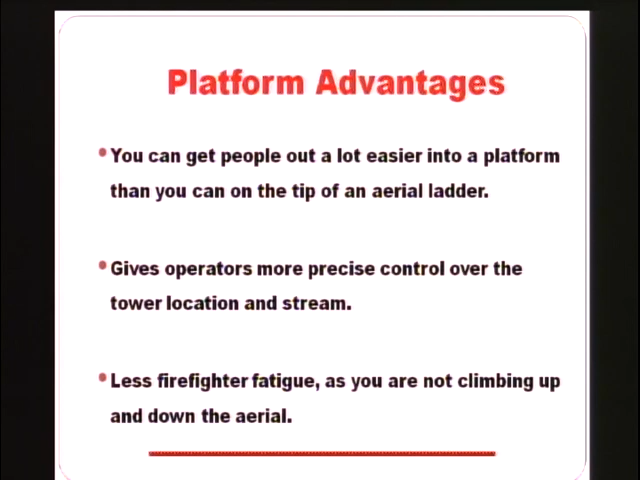 Platform Advantages
• You can get people out a lot easier into a platform
than you can on the tip of an aerial ladder.
• Gives operators more precise control over the
tower location and stream.
• Less firefighter fatigue, as you are not climbing up
and down the aerial.